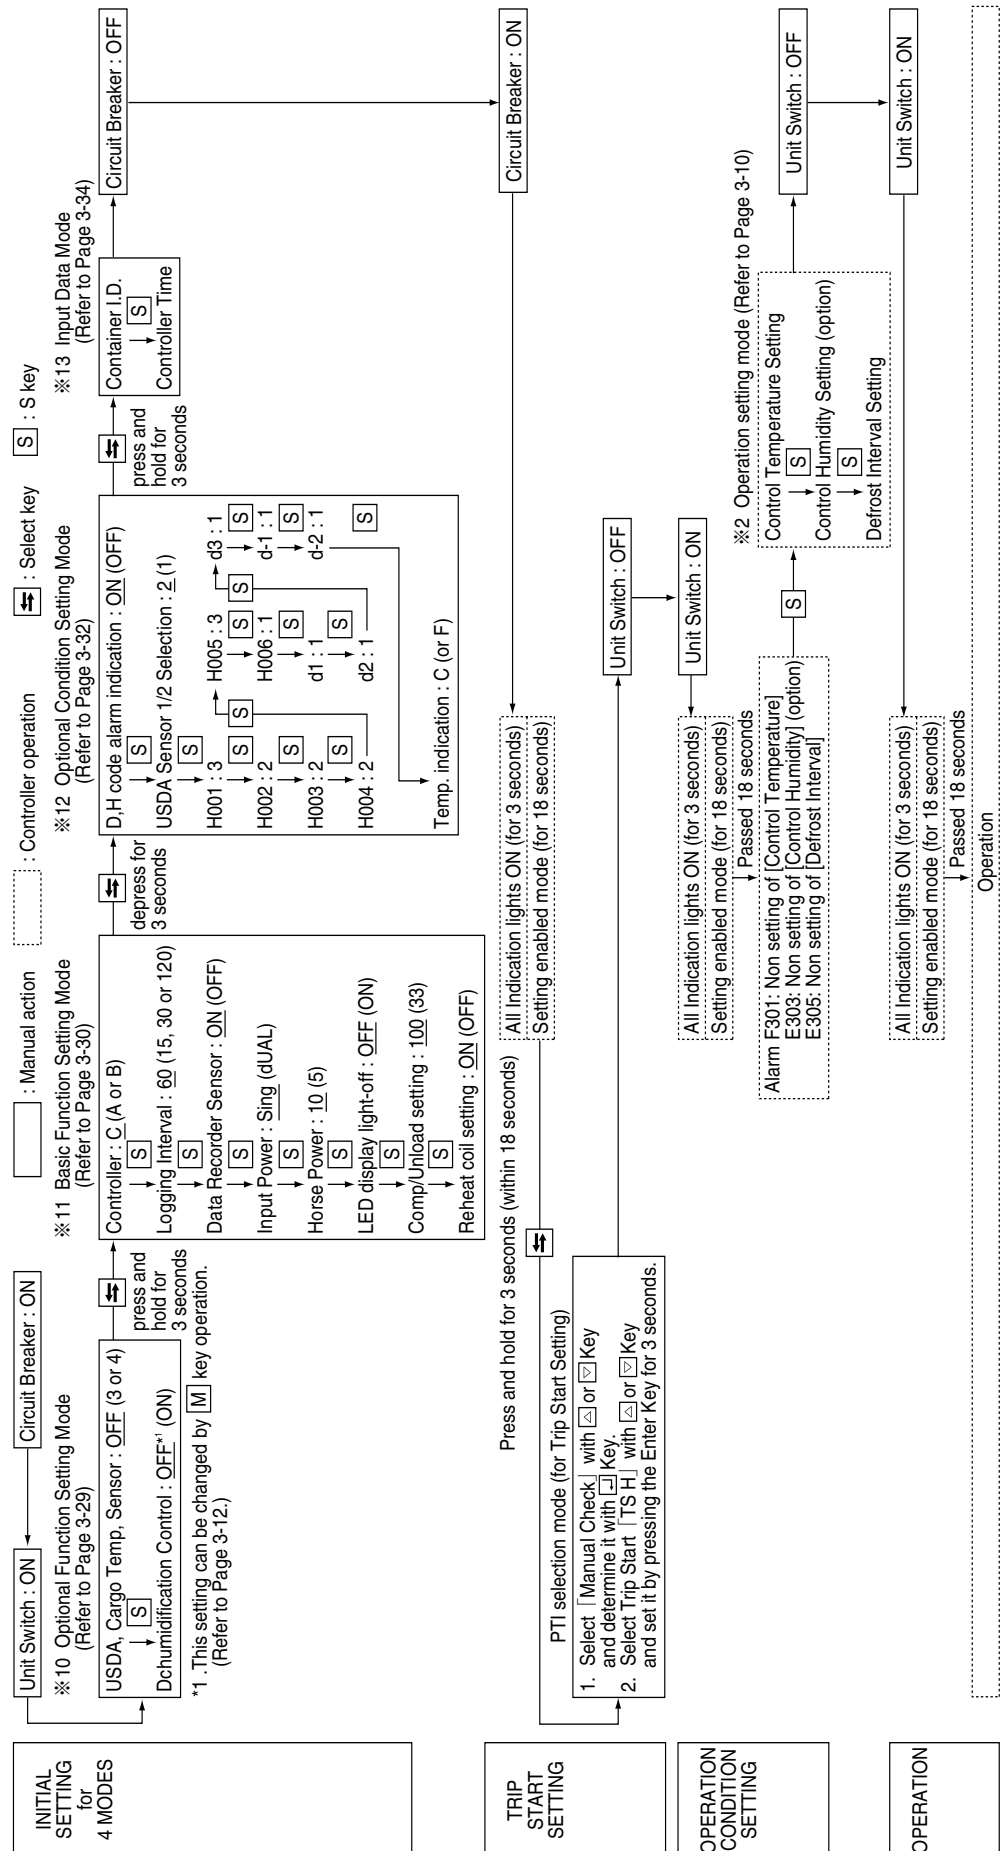 : Manual action
: Controller operation
: Select key
S : S key
INITIAL
SETTING
for
4 MODES
Unit Switch : ON
Circuit Breaker : ON
※10 Optional Function Setting Mode
(Refer to Page 3-29)
USDA, Cargo Temp, Sensor : OFF (3 or 4)
S
Dchumidification Control : OFF*1 (ON)
*1 .This setting can be changed by M key operation.
(Refer to Page 3-12.)
press and
hold for
3 seconds
※11 Basic Function Setting Mode
(Refer to Page 3-30)
Controller : C (A or B)
S
Logging Interval : 60 (15, 30 or 120)
S
Data Recorder Sensor : ON (OFF)
S
Input Power : Sing (dUAL)
S
Horse Power : 10 (5)
S
LED display light-off : OFF (ON)
S
Comp/Unload setting : 100 (33)
S
Reheat coil setting : ON (OFF)
depress for
3 seconds
※12 Optional Condition Setting Mode
(Refer to Page 3-32)
D,H code alarm indication : ON (OFF)
S
USDA Sensor 1/2 Selection : 2 (1)
S
H001 : 3
S
H002 : 2
S
H003 : 2
S
H004 : 2
S
H005 : 3
S
H006 : 1
S
d1 : 1
S
d2 : 1
S
d3 : 1
S
d-1 : 1
S
d-2 : 1
S
Temp. indication : C (or F)
press and
hold for
3 seconds
※13 Input Data Mode
(Refer to Page 3-34)
Container I.D.
S
Controller Time
Circuit Breaker : OFF
TRIP
START
SETTING
Circuit Breaker : ON
All Indication lights ON (for 3 seconds)
Setting enabled mode (for 18 seconds)
Press and hold for 3 seconds (within 18 seconds)
PTI selection mode (for Trip Start Setting)
1. Select「Manual Check」with △ or ▽ Key
and determine it with ↵ Key.
2. Select Trip Start「TS H」with △ or ▽ Key
and set it by pressing the Enter Key for 3 seconds.
Unit Switch : OFF
OPERATION
CONDITION
SETTING
Unit Switch : ON
All Indication lights ON (for 3 seconds)
Setting enabled mode (for 18 seconds)
Passed 18 seconds
Alarm F301: Non setting of [Control Temperature]
E303: Non setting of [Control Humidity] (option)
E305: Non setting of [Defrost Interval]
S
※2 Operation setting mode (Refer to Page 3-10)
Control Temperature Setting
S
Control Humidity Setting (option)
S
Defrost Interval Setting
Unit Switch : OFF
OPERATION
Unit Switch : ON
All Indication lights ON (for 3 seconds)
Setting enabled mode (for 18 seconds)
Passed 18 seconds
Operation